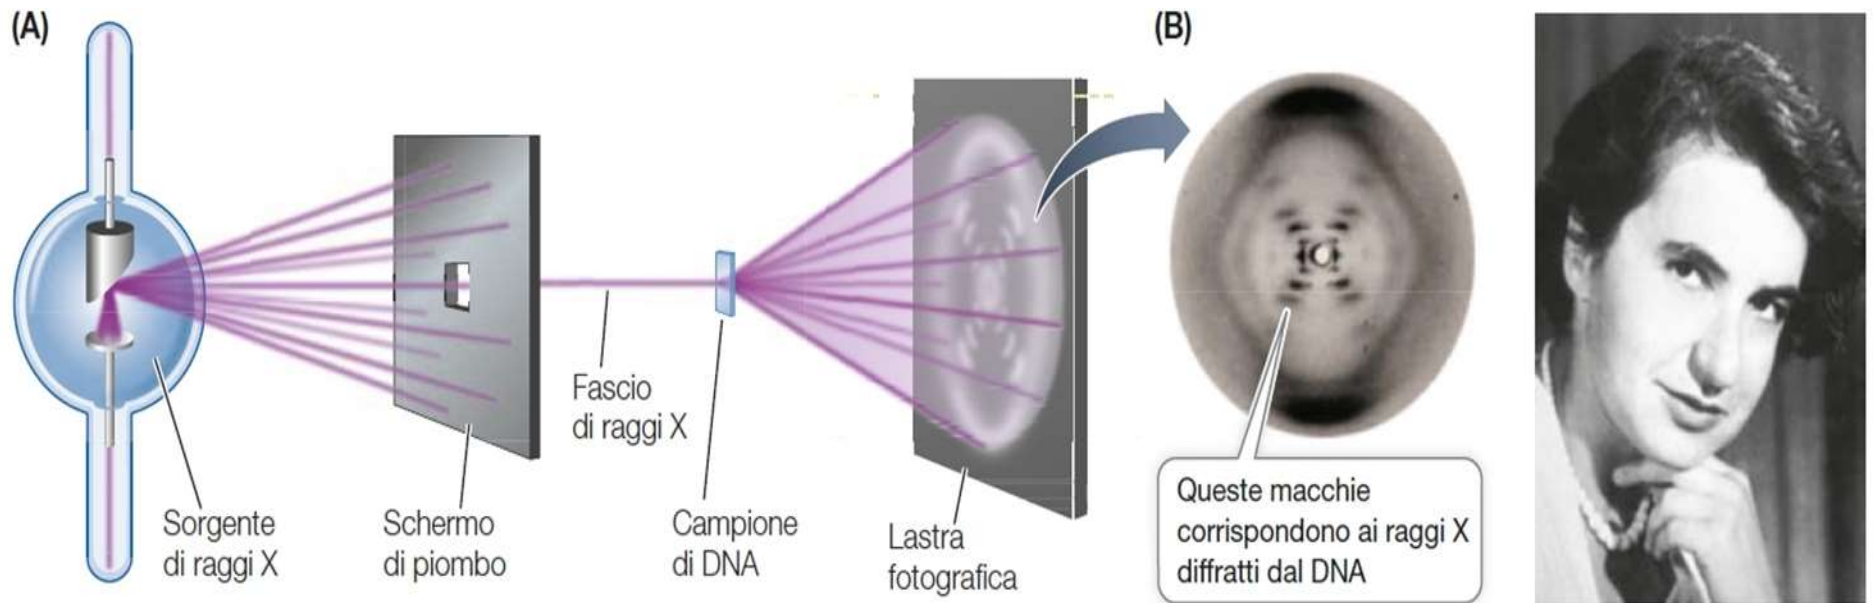 (A)
(B)
Fascio
di raggi X
Sorgente
di raggi X
Schermo
di piombo
Campione
di DNA
Lastra
fotografica
Queste macchie
corrispondono ai raggi X
diffratti dal DNA